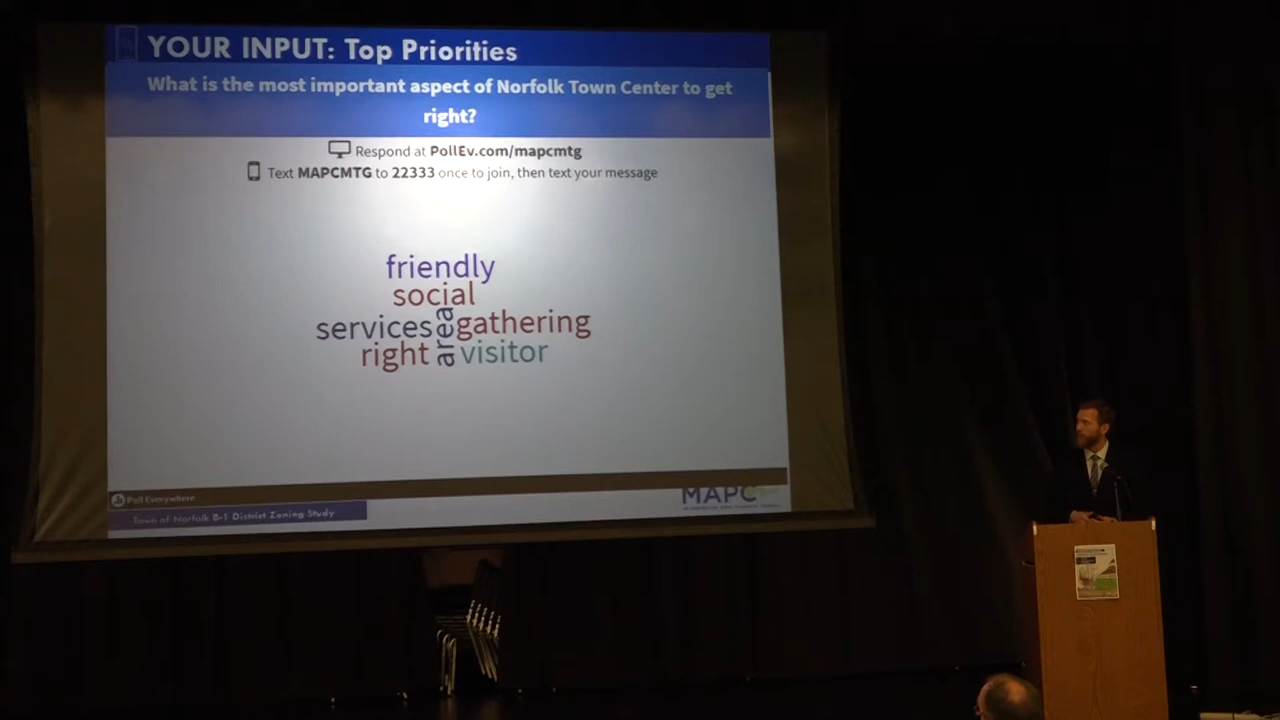 YOUR INPUT: Top Priorities
What is the most important aspect of Norfolk Town Center to get
right?
Respond at PollEv.com/mapcmtg
Text MAPCMTG to 22333 once to join, then text your message
friendly
social
services area gathering
right visitor
Poll Everywhere
MAPC
Town of Norfolk B-1 District Zoning Study